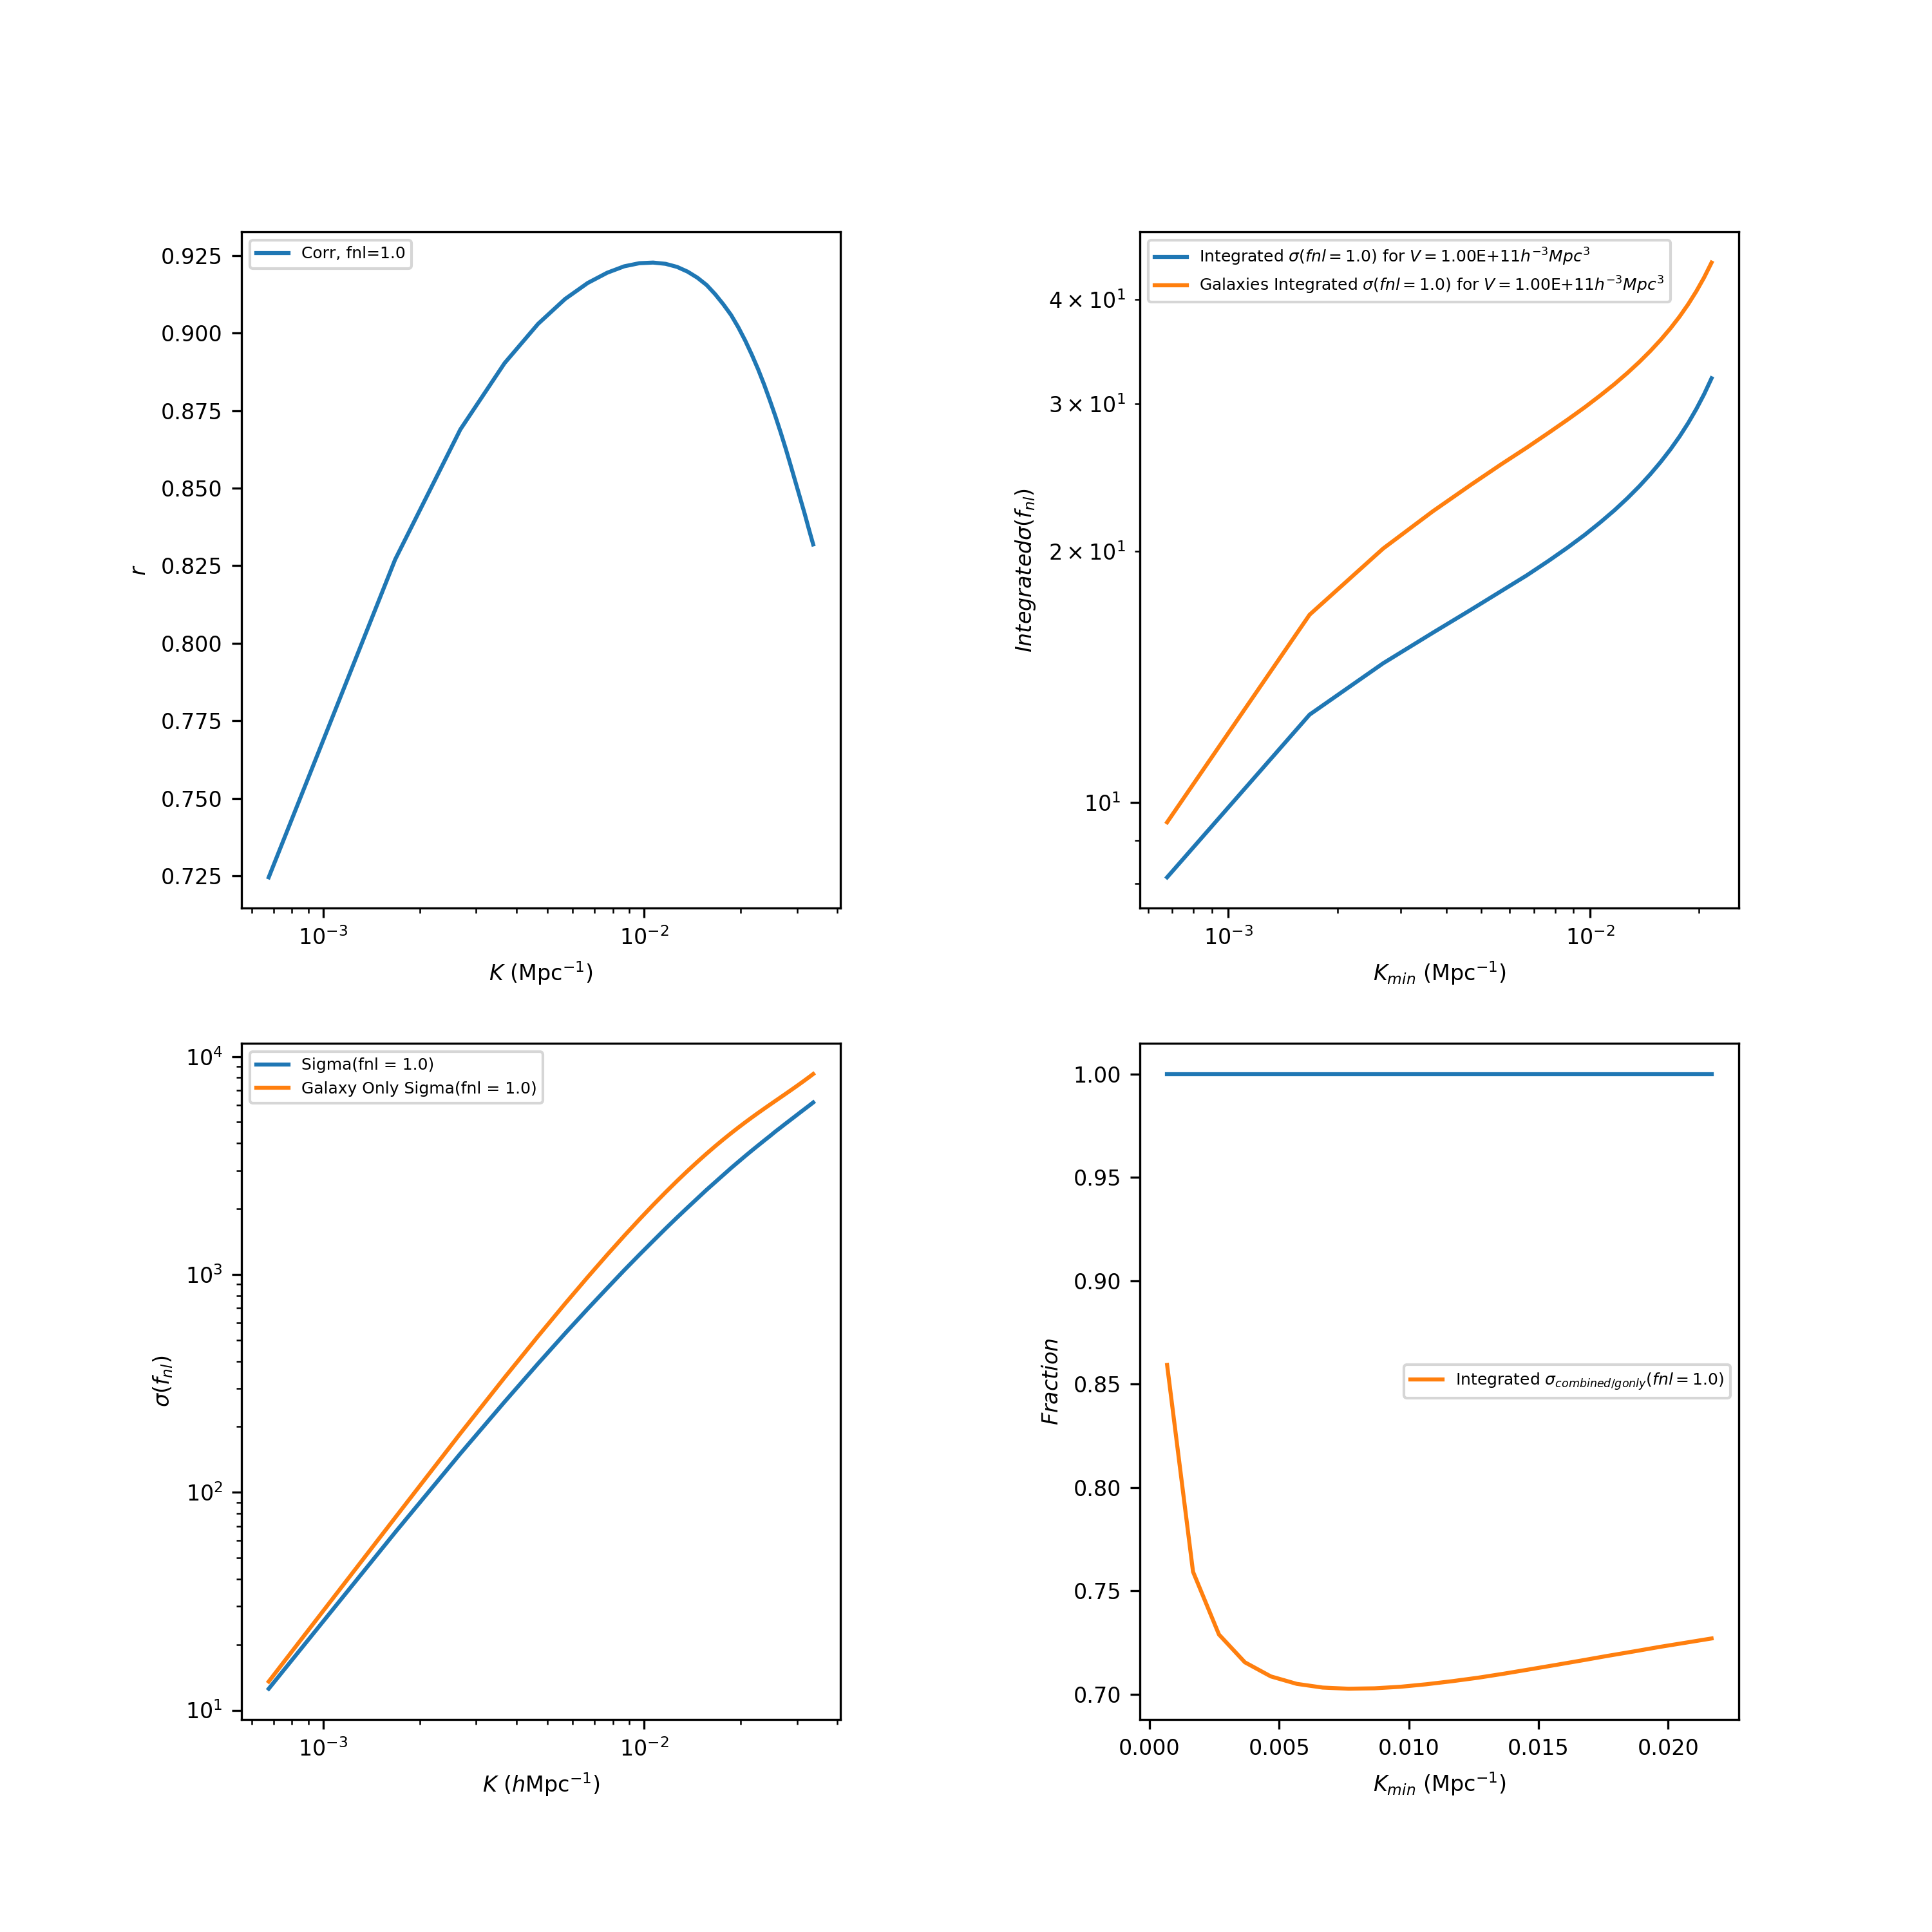 Corr, fnl=1.0
0.925
0.900
0.875
0.850
0.825
0.800
0.775
0.750
0.725
r
10⁻³ 10⁻²
K (Mpc⁻¹)
Integrated σ(fnl = 1.0) for V = 1.00E+11h⁻³Mpc³
Galaxies Integrated σ(fnl = 1.0) for V = 1.00E+11h⁻³Mpc³
4 × 10¹
3 × 10¹
2 × 10¹
10¹
Integratedσ(fₙₗ)
10⁻³ 10⁻²
K_min (Mpc⁻¹)
Sigma(fnl = 1.0)
Galaxy Only Sigma(fnl = 1.0)
10⁴
10³
10²
10¹
σ(fₙₗ)
10⁻³ 10⁻²
K (hMpc⁻¹)
1.00
0.95
0.90
0.85
0.80
0.75
0.70
Fraction
Integrated σ_combined/gonly(fnl = 1.0)
0.000 0.005 0.010 0.015 0.020
K_min (Mpc⁻¹)